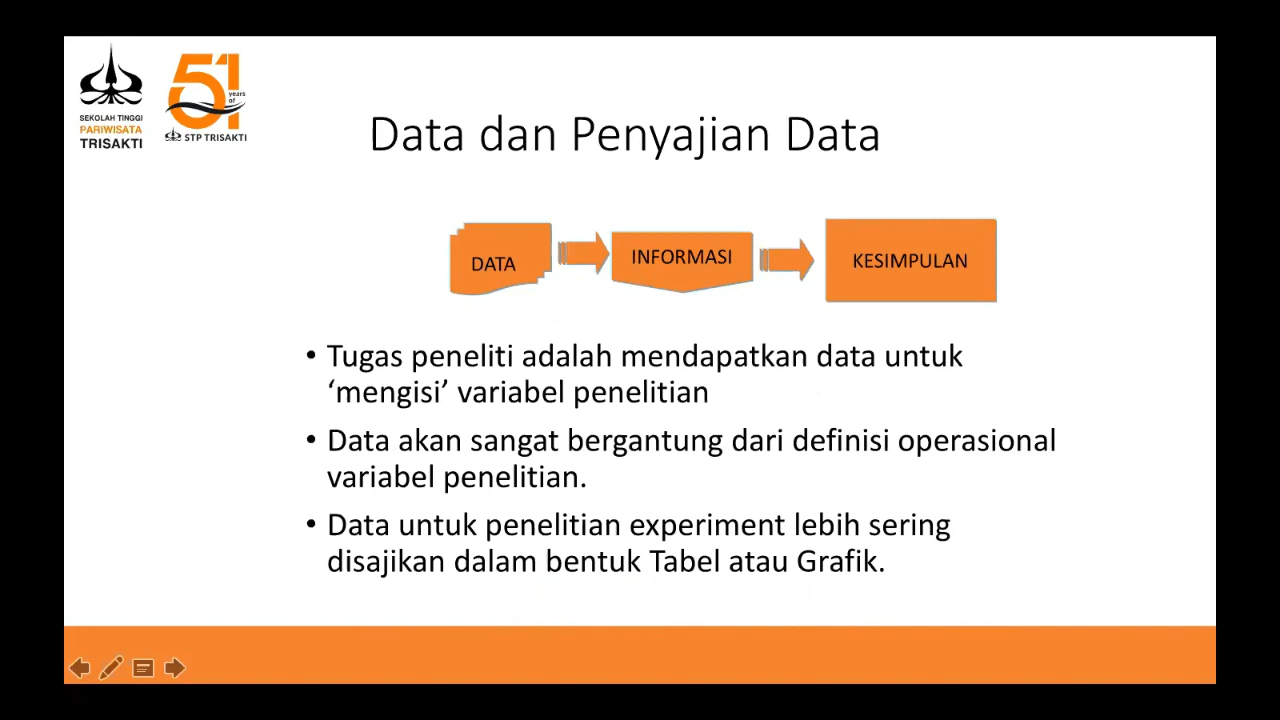 SEKOLAH TINGGI
PARIWISATA
TRISAKTI
51
years
of
STP TRISAKTI
Data dan Penyajian Data
DATA
INFORMASI
KESIMPULAN
• Tugas peneliti adalah mendapatkan data untuk
‘mengisi’ variabel penelitian
• Data akan sangat bergantung dari definisi operasional
variabel penelitian.
• Data untuk penelitian experiment lebih sering
disajikan dalam bentuk Tabel atau Grafik.